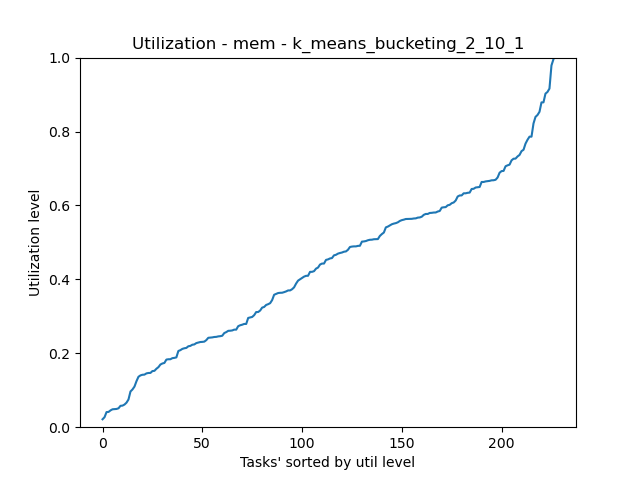 Utilization - mem - k_means_bucketing_2_10_1
1.0
0.8
0.6
0.4
0.2
0.0
Utilization level
0 50 100 150 200
Tasks' sorted by util level